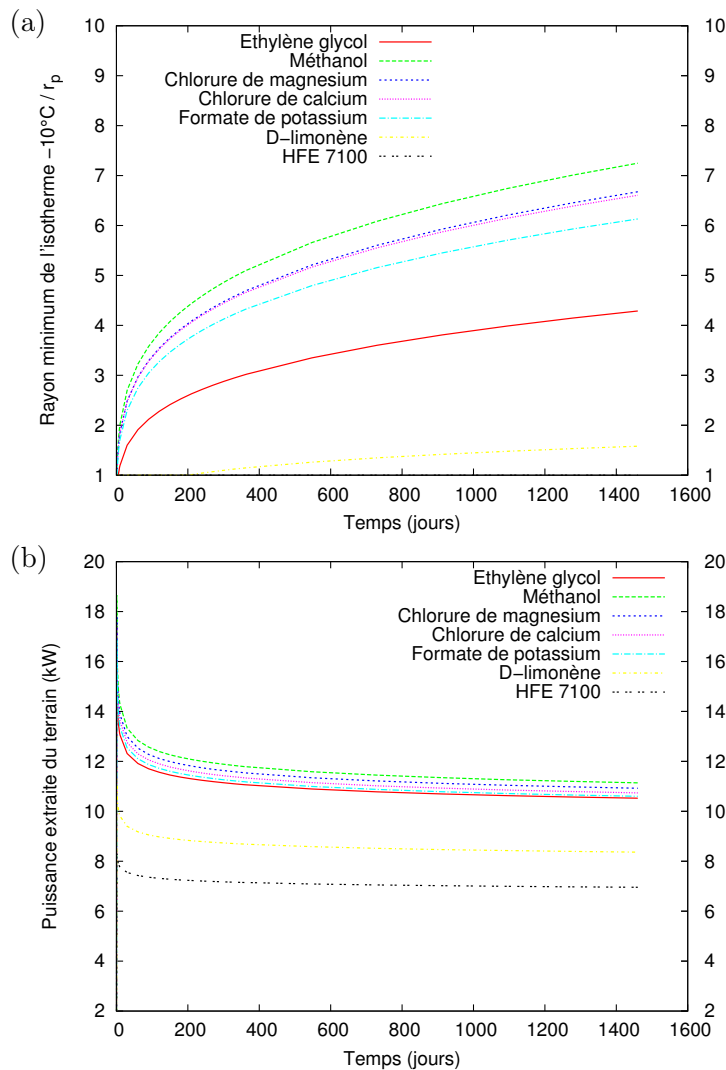 (a)
Rayon minimum de l'isotherme −10°C / rₚ
10 10
9 9
8 8
7 7
6 6
5 5
4 4
3 3
2 2
1 1
Ethylène glycol
Méthanol
Chlorure de magnesium
Chlorure de calcium
Formate de potassium
D−limonène
HFE 7100
0 200 400 600 800 1000 1200 1400 1600
Temps (jours)
(b)
Puissance extraite du terrain (kW)
20 20
18 18
16 16
14 14
12 12
10 10
8 8
6 6
4 4
2 2
Ethylène glycol
Méthanol
Chlorure de magnesium
Chlorure de calcium
Formate de potassium
D−limonène
HFE 7100
0 200 400 600 800 1000 1200 1400 1600
Temps (jours)